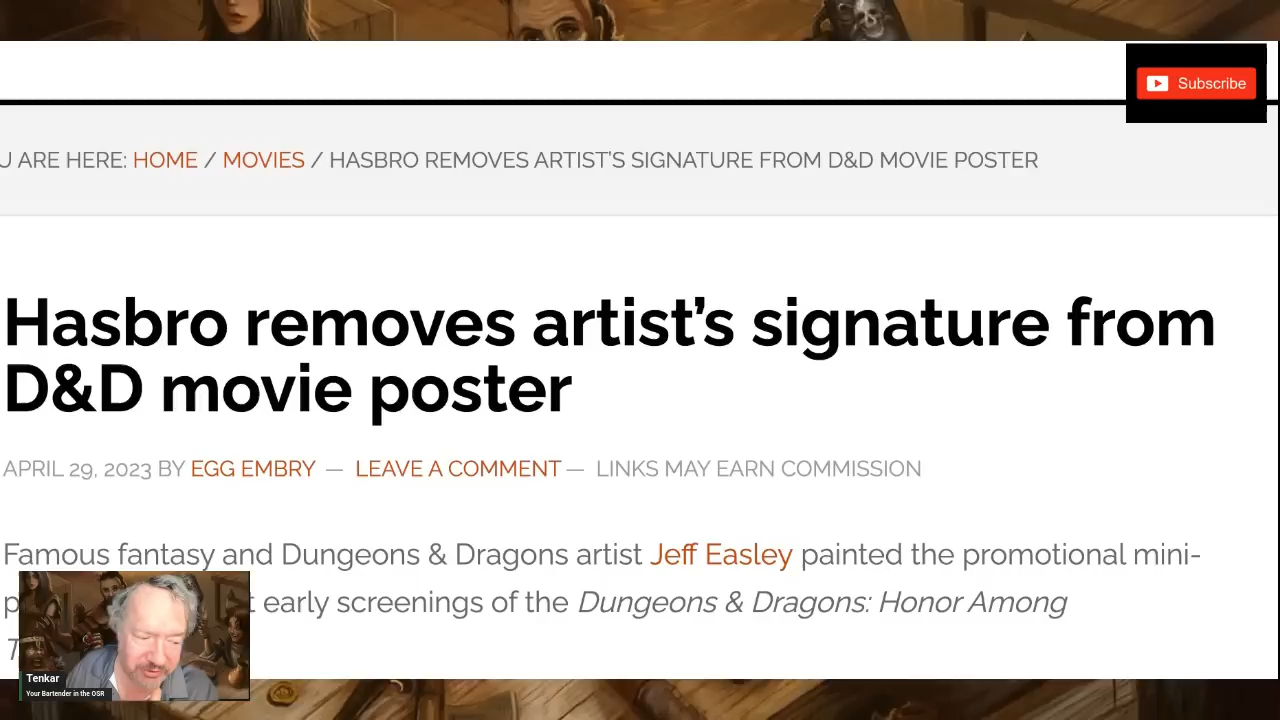 Subscribe
U ARE HERE: HOME / MOVIES / HASBRO REMOVES ARTIST'S SIGNATURE FROM D&D MOVIE POSTER
Hasbro removes artist’s signature from
D&D movie poster
APRIL 29, 2023 BY EGG EMBRY — LEAVE A COMMENT — LINKS MAY EARN COMMISSION
Famous fantasy and Dungeons & Dragons artist Jeff Easley painted the promotional mini-
early screenings of the Dungeons & Dragons: Honor Among
Tenkar
Your Bartender in the OSR